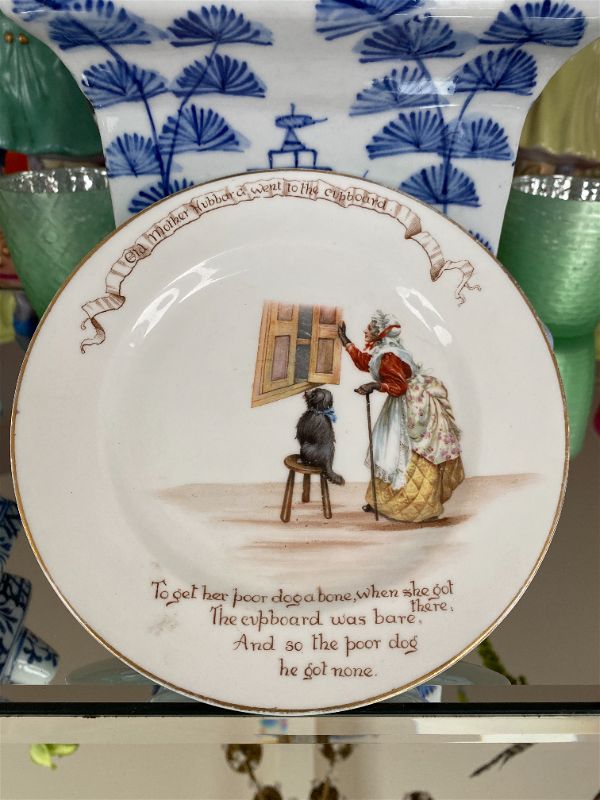 Old Mother Hubbard, went to the cupboard
To get her poor dog a bone, when she got
there;
The cupboard was bare,
And so the poor dog
he got none.